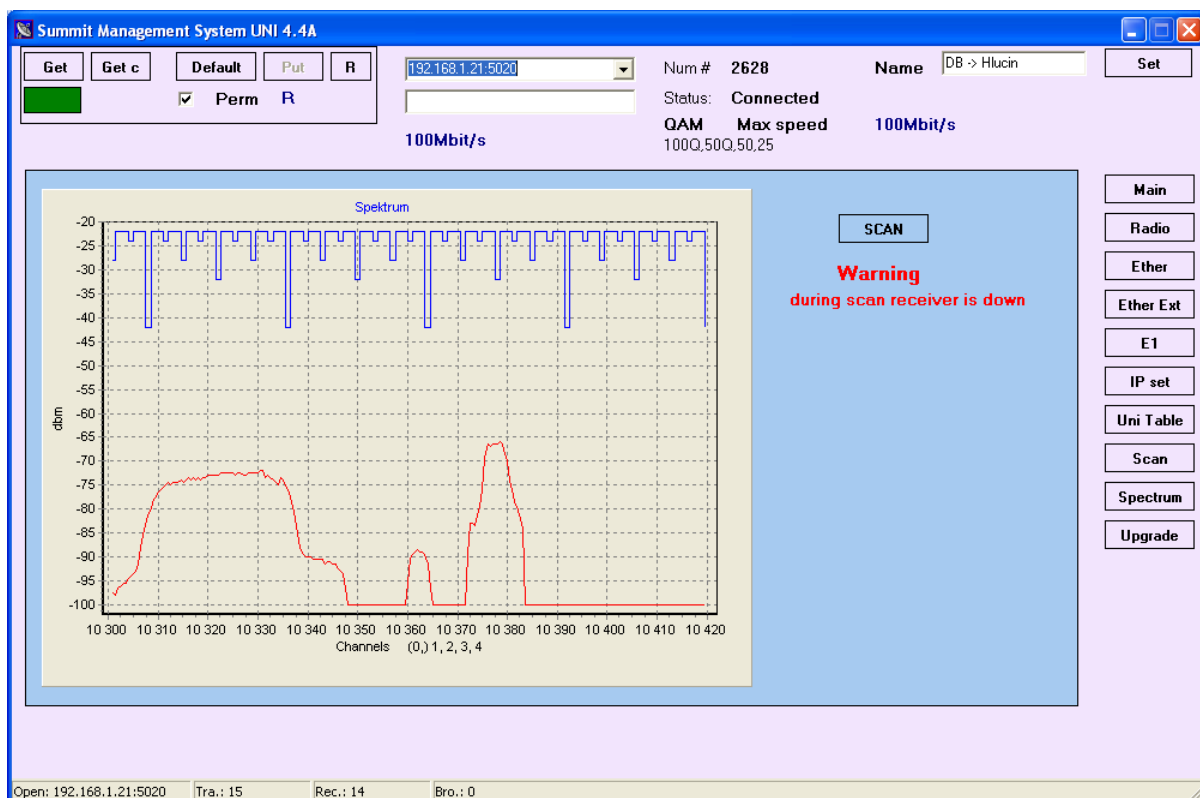 Summit Management System UNI 4.4A
Get Get c Default Put R
Perm R
192.168.1.21:5020
100Mbit/s
Num # 2628
Status: Connected
QAM Max speed
100Q,50Q,50,25
Name DB -> Hlucin Set
100Mbit/s
Spektrum
-20
-25
-30
-35
-40
-45
-50
-55
-60
-65
-70
-75
-80
-85
-90
-95
-100
dbm
10 300 10 310 10 320 10 330 10 340 10 350 10 360 10 370 10 380 10 390 10 400 10 410 10 420
Channels (0,) 1, 2, 3, 4
SCAN
Warning
during scan receiver is down
Main
Radio
Ether
Ether Ext
E1
IP set
Uni Table
Scan
Spectrum
Upgrade
Open: 192.168.1.21:5020 Tra.: 15 Rec.: 14 Bro.: 0